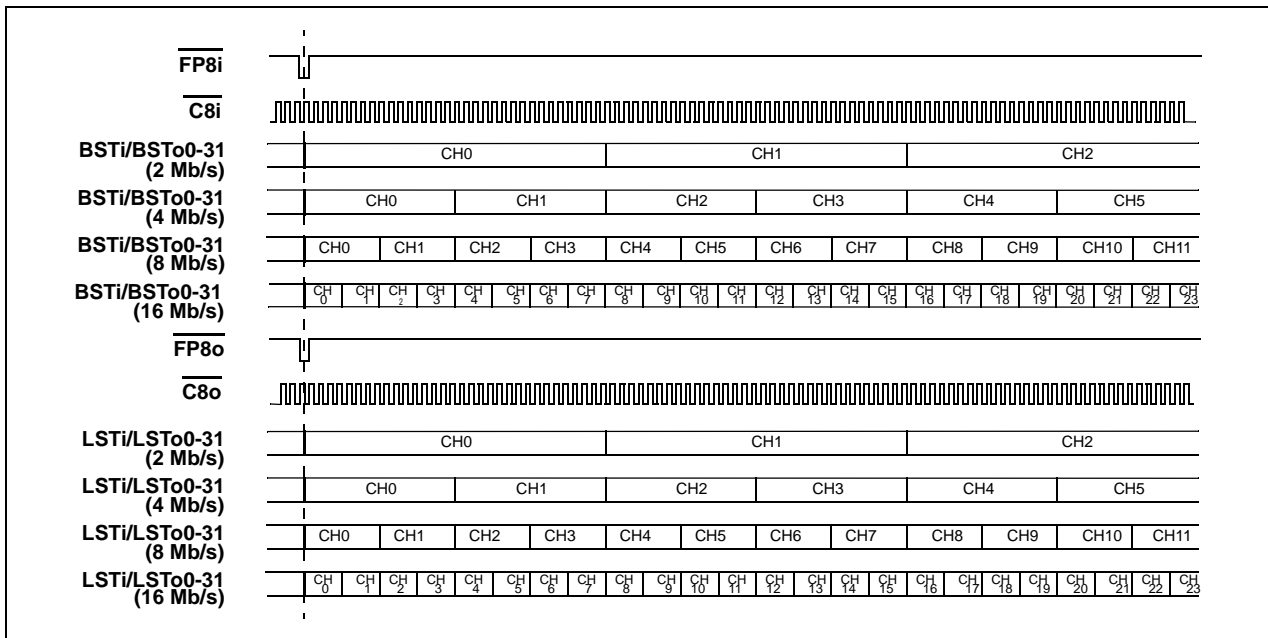 FP8i
C8i
BSTi/BSTo0-31
(2 Mb/s)
CH0 CH1 CH2
BSTi/BSTo0-31
(4 Mb/s)
CH0 CH1 CH2 CH3 CH4 CH5
BSTi/BSTo0-31
(8 Mb/s)
CH0 CH1 CH2 CH3 CH4 CH5 CH6 CH7 CH8 CH9 CH10 CH11
BSTi/BSTo0-31
(16 Mb/s)
CH CH CH CH CH CH CH CH CH CH CH CH CH CH CH CH CH CH CH CH CH CH CH CH
0 1 2 3 4 5 6 7 8 9 10 11 12 13 14 15 16 17 18 19 20 21 22 23
FP8o
C8o
LSTi/LSTo0-31
(2 Mb/s)
CH0 CH1 CH2
LSTi/LSTo0-31
(4 Mb/s)
CH0 CH1 CH2 CH3 CH4 CH5
LSTi/LSTo0-31
(8 Mb/s)
CH0 CH1 CH2 CH3 CH4 CH5 CH6 CH7 CH8 CH9 CH10 CH11
LSTi/LSTo0-31
(16 Mb/s)
CH CH CH CH CH CH CH CH CH CH CH CH CH CH CH CH CH CH CH CH CH CH CH CH
0 1 2 3 4 5 6 7 8 9 10 11 12 13 14 15 16 17 18 19 20 21 22 23